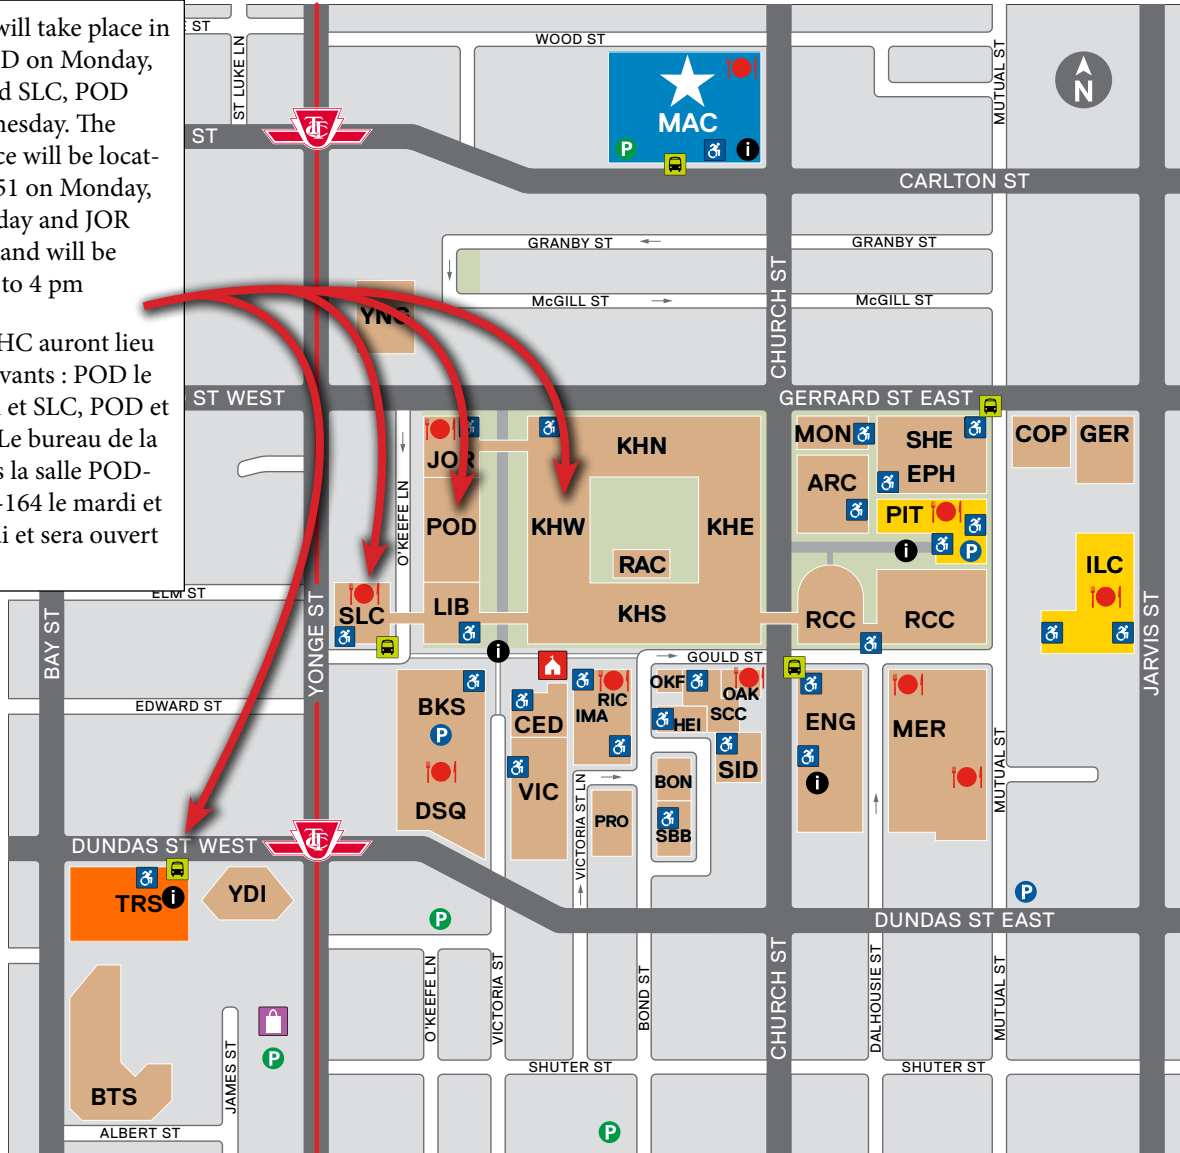 will take place in
D on Monday,
d SLC, POD
nesday. The
ce will be locat-
51 on Monday,
day and JOR
and will be
to 4 pm
HC auront lieu
vants : POD le
i et SLC, POD et
Le bureau de la
s la salle POD-
-164 le mardi et
di et sera ouvert
ST
ST LUKE LN
WOOD ST
MUTUAL ST
N
MAC
P
i
ST
CARLTON ST
GRANBY ST
GRANBY ST
McGILL ST
McGILL ST
CHURCH ST
YNG
ST WEST
GERRARD ST EAST
JOR
KHN
MON
SHE
EPH
COP
GER
ARC
O'KEEFE LN
POD
KHW
KHE
PIT
i
P
RAC
ILC
ELM ST
SLC
LIB
KHS
RCC
RCC
BAY ST
YONGE ST
JARVIS ST
i
GOULD ST
EDWARD ST
BKS
P
DSQ
CED
VIC
RIC
IMA
OKF
OAK
HEI
SCC
SID
ENG
i
MER
MUTUAL ST
BON
SBB
PRO
VICTORIA ST LN
DUNDAS ST WEST
TRS
i
YDI
P
P
DUNDAS ST EAST
O'KEEFE LN
VICTORIA ST
BOND ST
CHURCH ST
DALHOUSIE ST
MUTUAL ST
P
JAMES ST
BTS
ALBERT ST
SHUTER ST
SHUTER ST
P